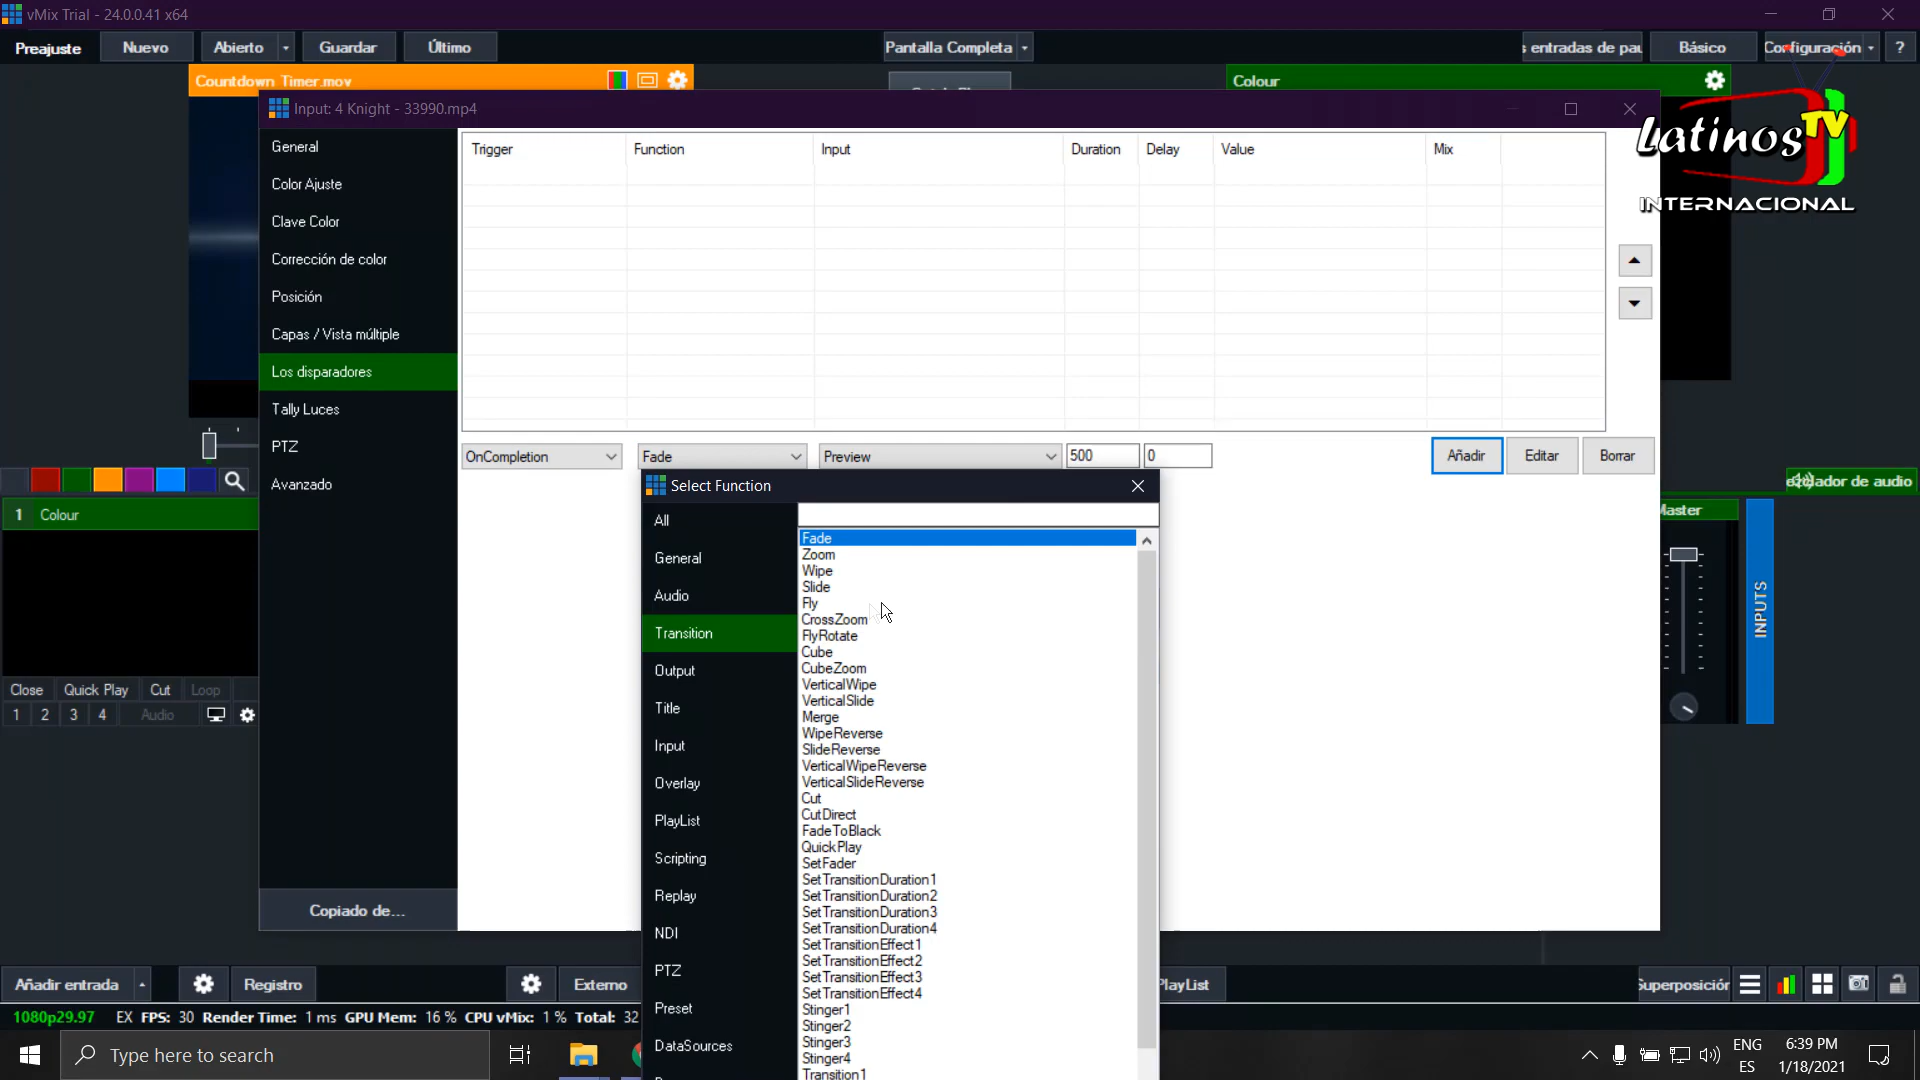 vMix Trial - 24.0.0.41 x64
Preajuste
Nuevo
Abierto
Guardar
Último
Pantalla Completa
s entradas de pau
Básico
Configuración
?
Countdown Timer.mov
Colour
Input: 4 Knight - 33990.mp4
Latinos TV
INTERNACIONAL
General
Color Ajuste
Clave Color
Corrección de color
Posición
Capas / Vista múltiple
Los disparadores
Tally Luces
PTZ
Avanzado
Copiado de...
Trigger
Function
Input
Duration
Delay
Value
Mix
OnCompletion
Fade
Preview
500
0
Añadir
Editar
Borrar
Select Function
All
General
Audio
Transition
Output
Title
Input
Overlay
PlayList
Scripting
Replay
NDI
PTZ
Preset
DataSources
Fade
Zoom
Wipe
Slide
Fly
CrossZoom
FlyRotate
Cube
CubeZoom
VerticalWipe
VerticalSlide
Merge
WipeReverse
SlideReverse
VerticalWipeReverse
VerticalSlideReverse
Cut
CutDirect
FadeToBlack
QuickPlay
SetFader
SetTransitionDuration1
SetTransitionDuration2
SetTransitionDuration3
SetTransitionDuration4
SetTransitionEffect1
SetTransitionEffect2
SetTransitionEffect3
SetTransitionEffect4
Stinger1
Stinger2
Stinger3
Stinger4
Transition1
1 Colour
Close
Quick Play
Cut
Loop
1 2 3 4
Audio
ador de audio
Master
INPUTS
Añadir entrada
Registro
Externo
PlayList
Superposición
1080p29.97 EX FPS: 30 Render Time: 1 ms GPU Mem: 16 % CPU vMix: 1 % Total: 32
Type here to search
ENG
ES
6:39 PM
1/18/2021